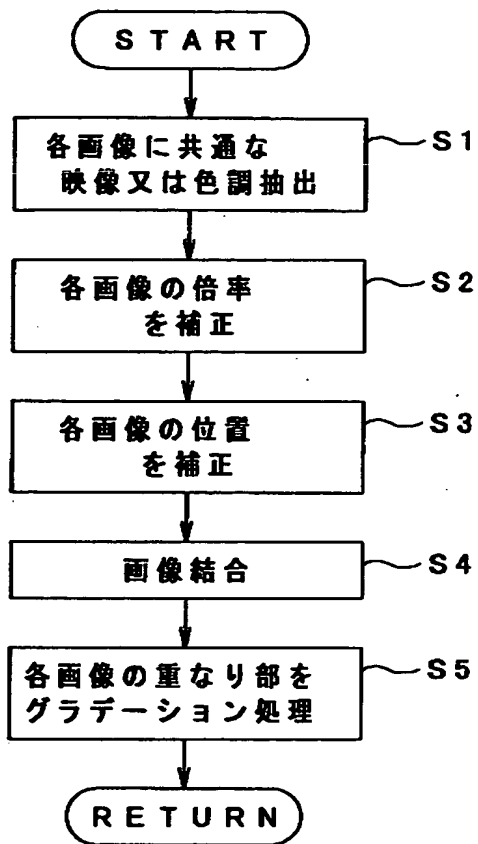 START
各画像に共通な
映像又は色調抽出
S1
各画像の倍率
を補正
S2
各画像の位置
を補正
S3
画像結合
S4
各画像の重なり部を
グラデーション処理
S5
RETURN